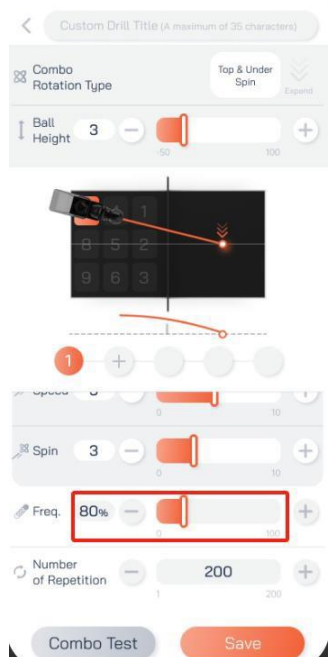 Custom Drill Title (A maximum of 35 characters)
Combo
Rotation Type
Top & Under
Spin
Expand
Ball
Height
3
-50
100
1
8 5 2
9 6 3
1
Speed
0
10
Spin
3
0
10
Freq.
80%
0
100
Number
of Repetition
200
1
200
Combo Test
Save